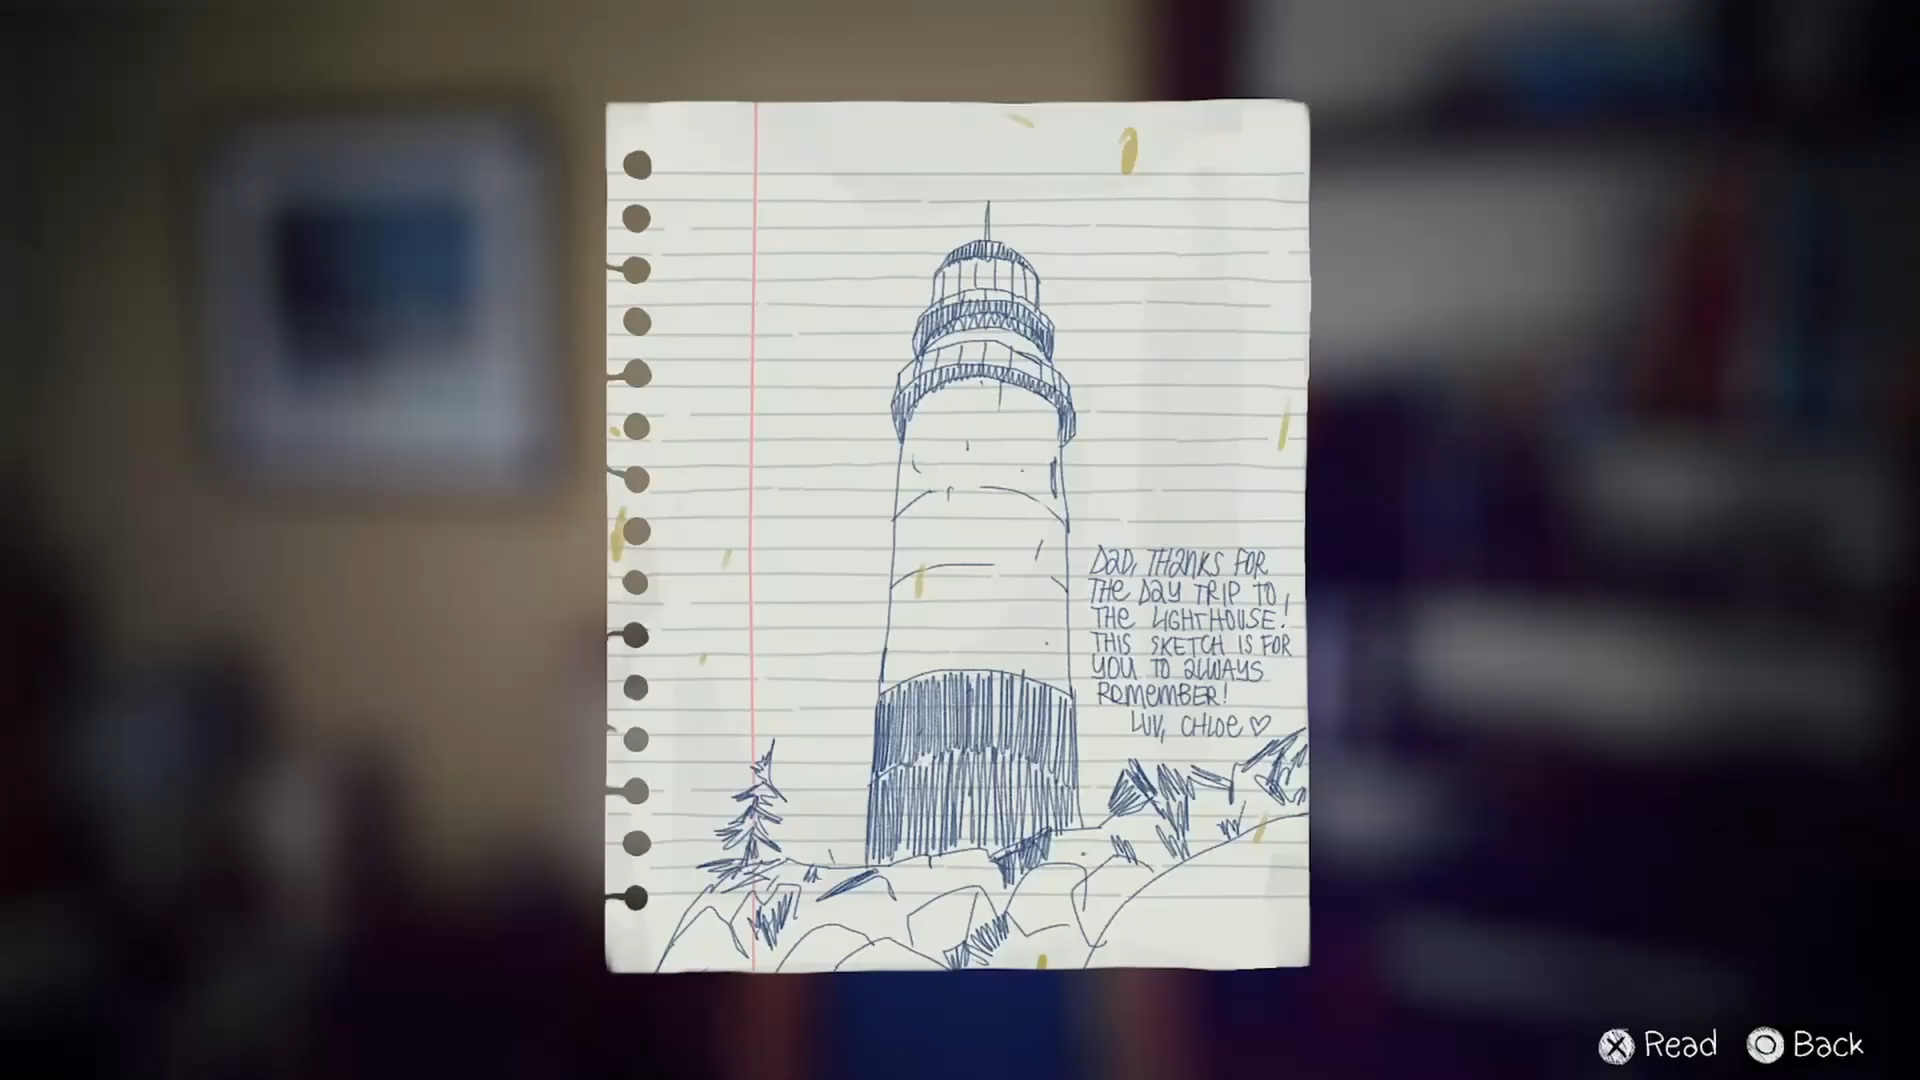 Dad, THanks FOR
THe Day TRIP TO
THe LIGHTHOUSE!
THIS SKETCH IS FOR
YOU TO always
RememBER!
LUV, CHLOe ♡
Read
Back